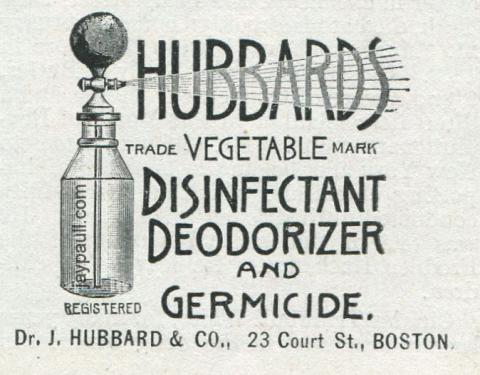 HUBBARDS
TRADE VEGETABLE MARK
DISINFECTANT
DEODORIZER
AND
GERMICIDE.
jaypaull.com
REGISTERED
Dr. J. HUBBARD & CO., 23 Court St., BOSTON.